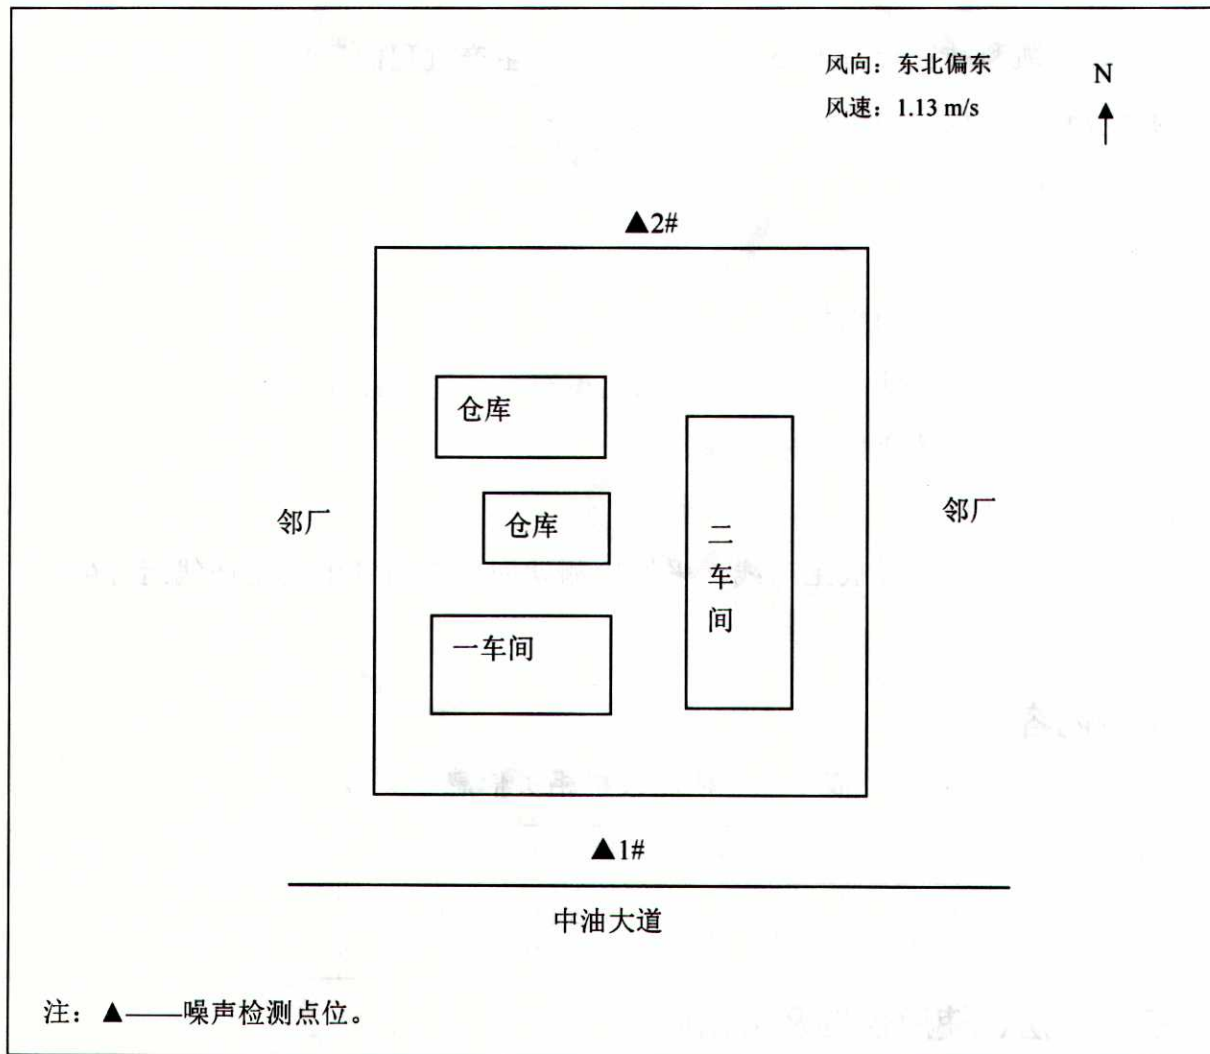 风向：东北偏东
N
风速：1.13 m/s
▲2#
仓库
仓库
邻厂
邻厂
二车间
一车间
▲1#
中油大道
注：▲——噪声检测点位。